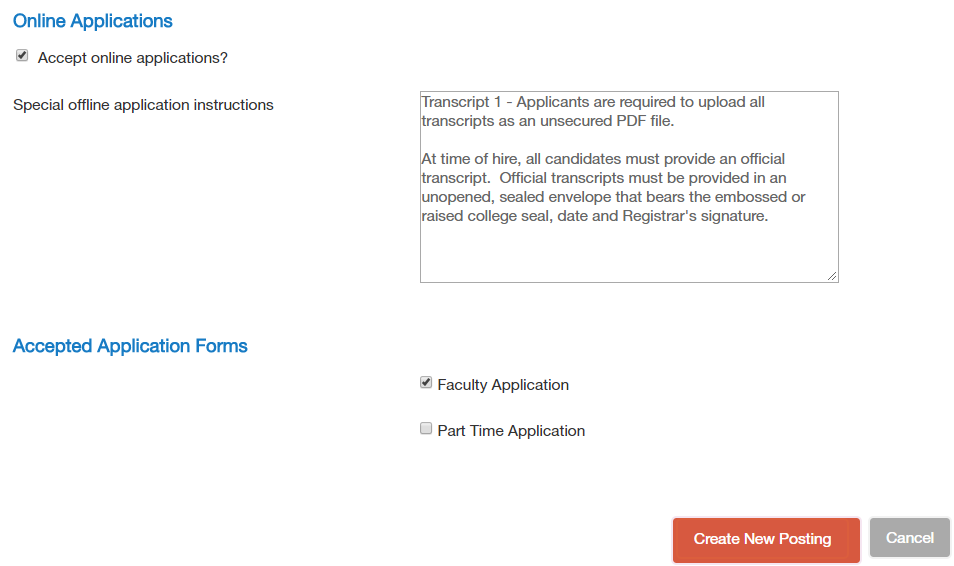 Online Applications
Accept online applications?
Special offline application instructions
Transcript 1 - Applicants are required to upload all
transcripts as an unsecured PDF file.
At time of hire, all candidates must provide an official
transcript.  Official transcripts must be provided in an
unopened, sealed envelope that bears the embossed or
raised college seal, date and Registrar's signature.
Accepted Application Forms
Faculty Application
Part Time Application
Create New Posting
Cancel